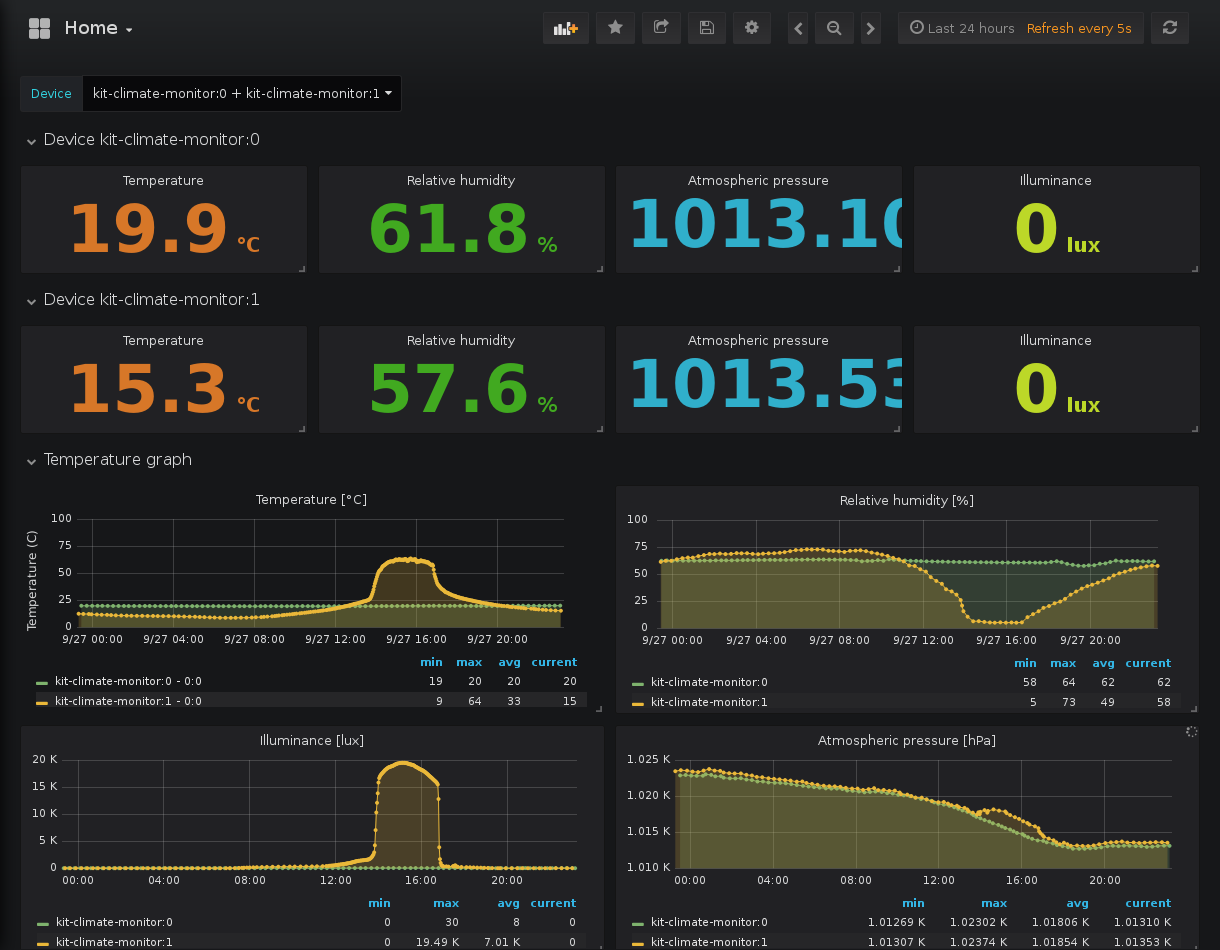 Home
Last 24 hours Refresh every 5s
Device kit-climate-monitor:0 + kit-climate-monitor:1
Device kit-climate-monitor:0
Temperature Relative humidity Atmospheric pressure Illuminance
19.9 °C 61.8 % 1013.10 0 lux
Device kit-climate-monitor:1
Temperature Relative humidity Atmospheric pressure Illuminance
15.3 °C 57.6 % 1013.53 0 lux
Temperature graph
Temperature [°C]
Temperature (C)
100
75
50
25
0
9/27 00:00 9/27 04:00 9/27 08:00 9/27 12:00 9/27 16:00 9/27 20:00
min max avg current
kit-climate-monitor:0 - 0:0 19 20 20 20
kit-climate-monitor:1 - 0:0 9 64 33 15
Relative humidity [%]
100
75
50
25
0
9/27 00:00 9/27 04:00 9/27 08:00 9/27 12:00 9/27 16:00 9/27 20:00
min max avg current
kit-climate-monitor:0 58 64 62 62
kit-climate-monitor:1 5 73 49 58
Illuminance [lux]
20 K
15 K
10 K
5 K
0
00:00 04:00 08:00 12:00 16:00 20:00
min max avg current
kit-climate-monitor:0 0 30 8 0
kit-climate-monitor:1 0 19.49 K 7.01 K 0
Atmospheric pressure [hPa]
1.025 K
1.020 K
1.015 K
1.010 K
00:00 04:00 08:00 12:00 16:00 20:00
min max avg current
kit-climate-monitor:0 1.01269 K 1.02302 K 1.01806 K 1.01310 K
kit-climate-monitor:1 1.01307 K 1.02374 K 1.01854 K 1.01353 K